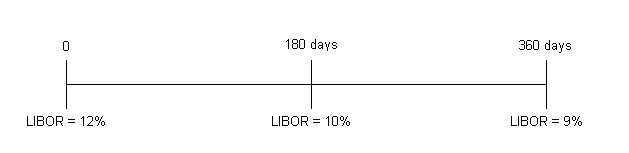 0 180 days 360 days
LIBOR = 12% LIBOR = 10% LIBOR = 9%